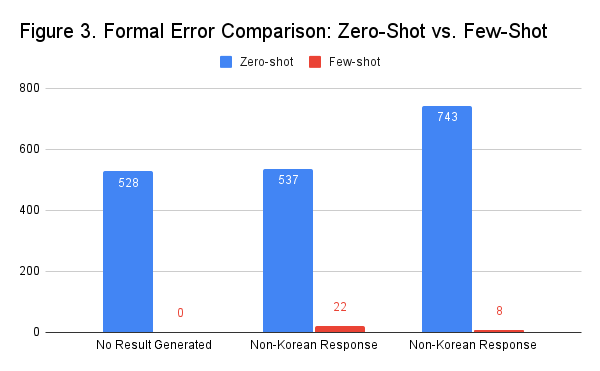 Figure 3. Formal Error Comparison: Zero-Shot vs. Few-Shot
Zero-shot Few-shot
800
600
400
200
0
528
0
537
22
743
8
No Result Generated
Non-Korean Response
Non-Korean Response